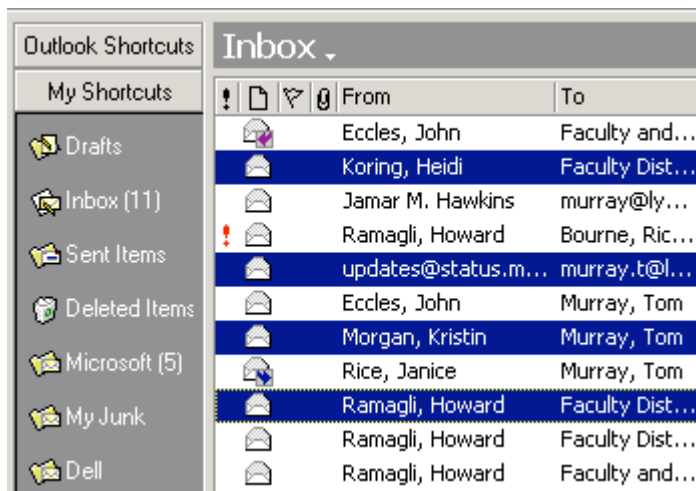 Outlook Shortcuts
My Shortcuts
Drafts
Inbox (11)
Sent Items
Deleted Items
Microsoft (5)
My Junk
Dell
Inbox
! From To
Eccles, John Faculty and...
Koring, Heidi Faculty Dist...
Jamar M. Hawkins murray@ly...
! Ramagli, Howard Bourne, Ric...
updates@status.m... murray.t@l...
Eccles, John Murray, Tom
Morgan, Kristin Murray, Tom
Rice, Janice Murray, Tom
Ramagli, Howard Faculty Dist...
Ramagli, Howard Faculty Dist...
Ramagli, Howard Faculty and...